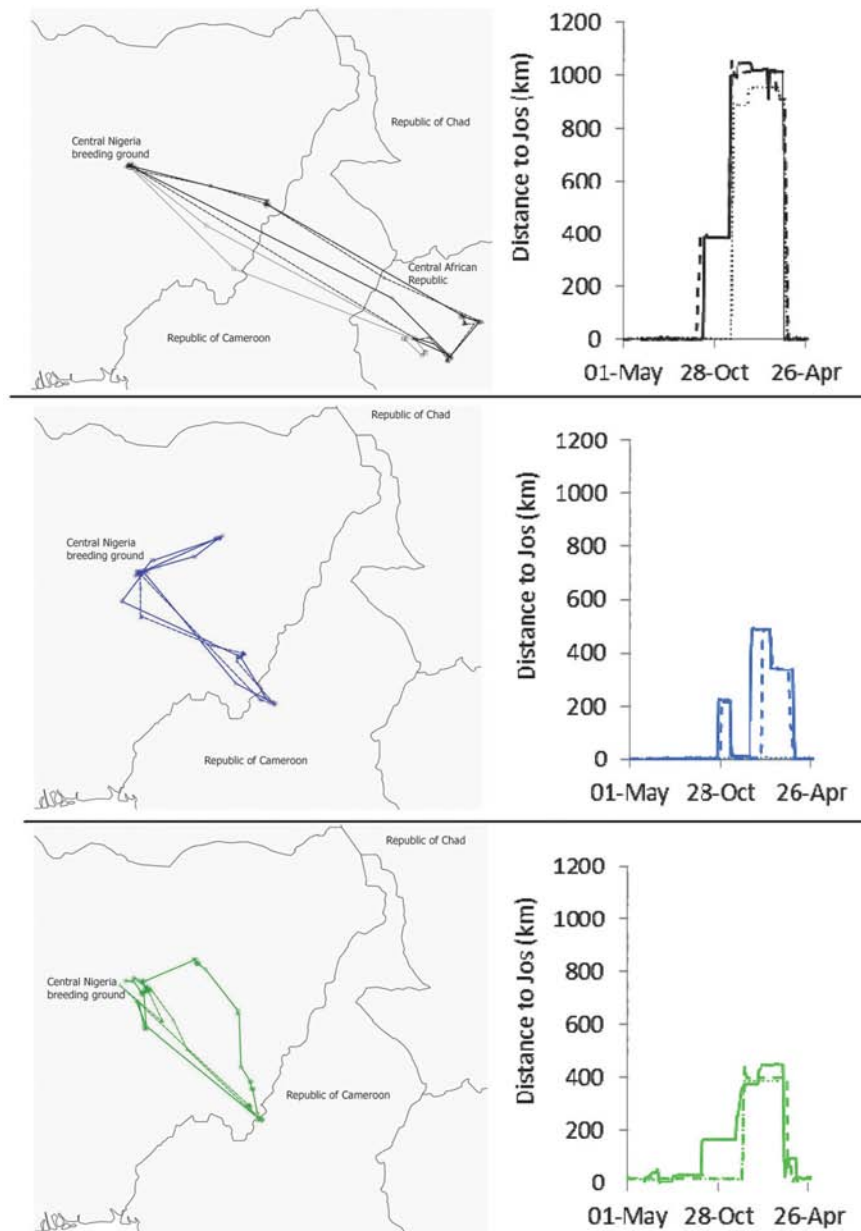 Republic of Chad
Central Nigeria
breeding ground
Central African
Republic
Republic of Cameroon
Distance to Jos (km)
1200
1000
800
600
400
200
0
01-May 28-Oct 26-Apr
Republic of Chad
Central Nigeria
breeding ground
Republic of Cameroon
Distance to Jos (km)
1200
1000
800
600
400
200
0
01-May 28-Oct 26-Apr
Republic of Chad
Central Nigeria
breeding ground
Republic of Cameroon
Distance to Jos (km)
1200
1000
800
600
400
200
0
01-May 28-Oct 26-Apr